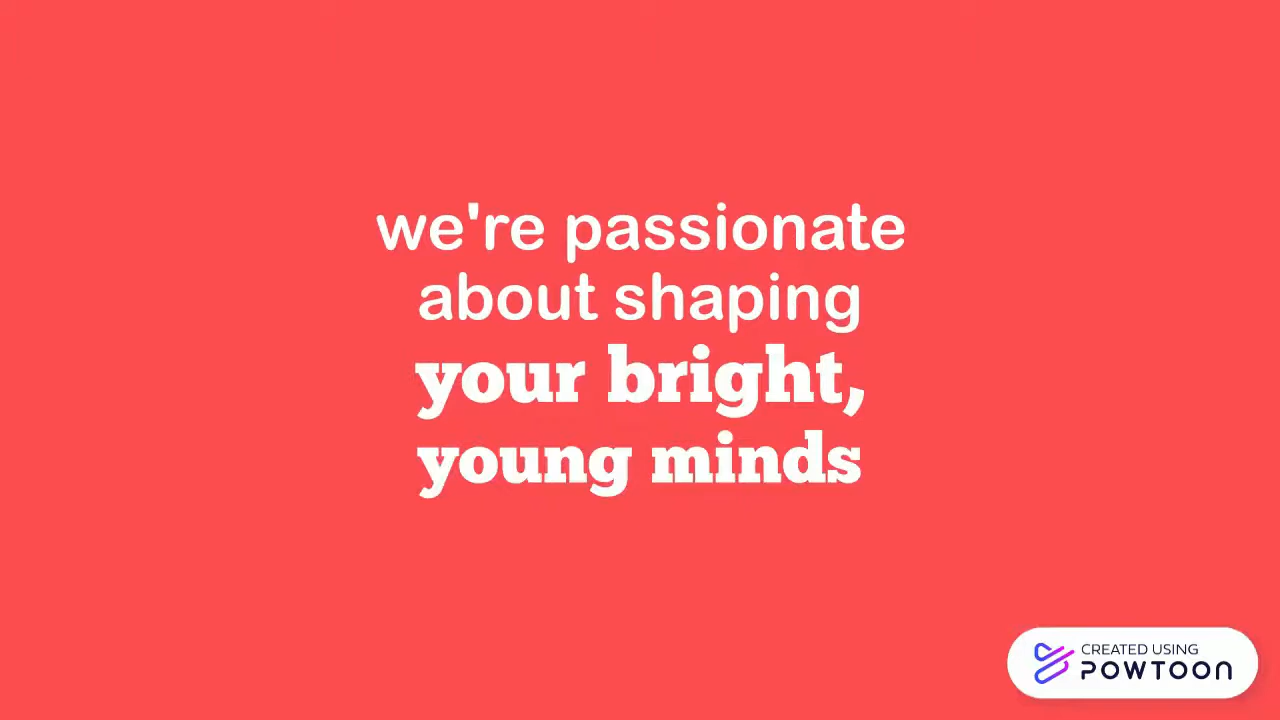 we're passionate
about shaping
your bright,
young minds
CREATED USING
POWTOON